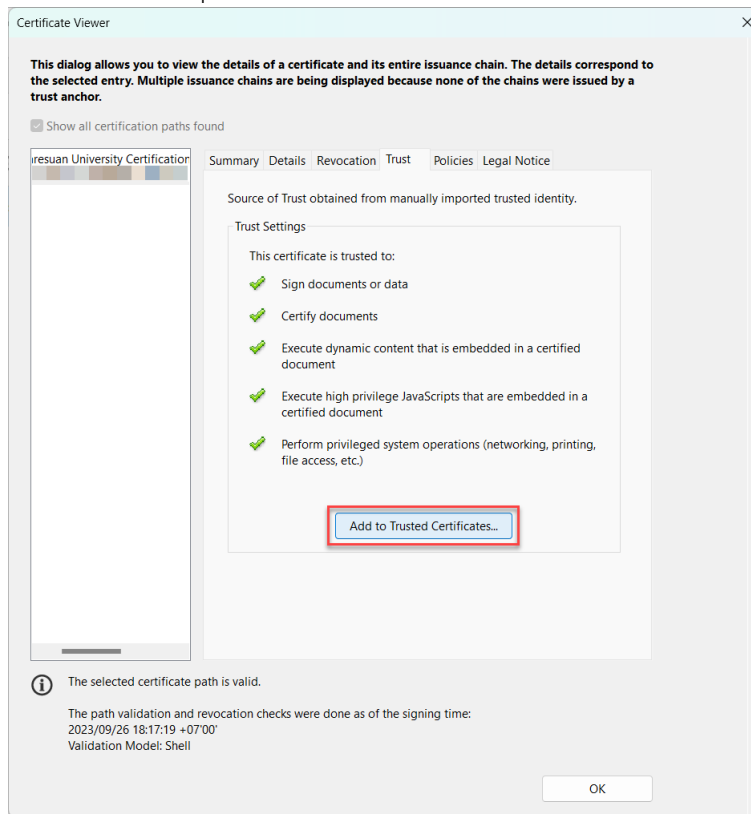 Certificate Viewer
This dialog allows you to view the details of a certificate and its entire issuance chain. The details correspond to
the selected entry. Multiple issuance chains are being displayed because none of the chains were issued by a
trust anchor.
Show all certification paths found
University Certification
Summary Details Revocation Trust Policies Legal Notice
Source of Trust obtained from manually imported trusted identity.
Trust Settings
This certificate is trusted to:
Sign documents or data
Certify documents
Execute dynamic content that is embedded in a certified
document
Execute high privilege JavaScripts that are embedded in a
certified document
Perform privileged system operations (networking, printing,
file access, etc.)
Add to Trusted Certificates...
The selected certificate path is valid.
The path validation and revocation checks were done as of the signing time:
2023/09/26 18:17:19 +07'00'
Validation Model: Shell
OK